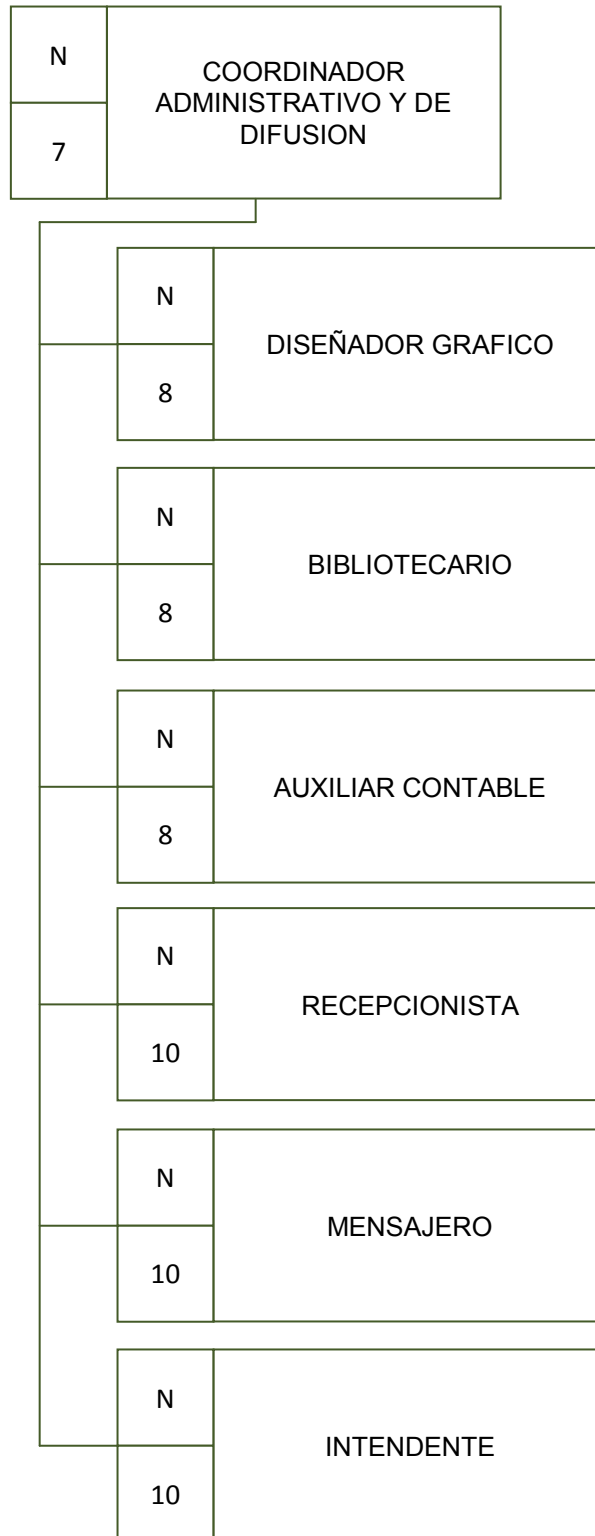 N
7
COORDINADOR
ADMINISTRATIVO Y DE
DIFUSION
N
8
DISEÑADOR GRAFICO
N
8
BIBLIOTECARIO
N
8
AUXILIAR CONTABLE
N
10
RECEPCIONISTA
N
10
MENSAJERO
N
10
INTENDENTE